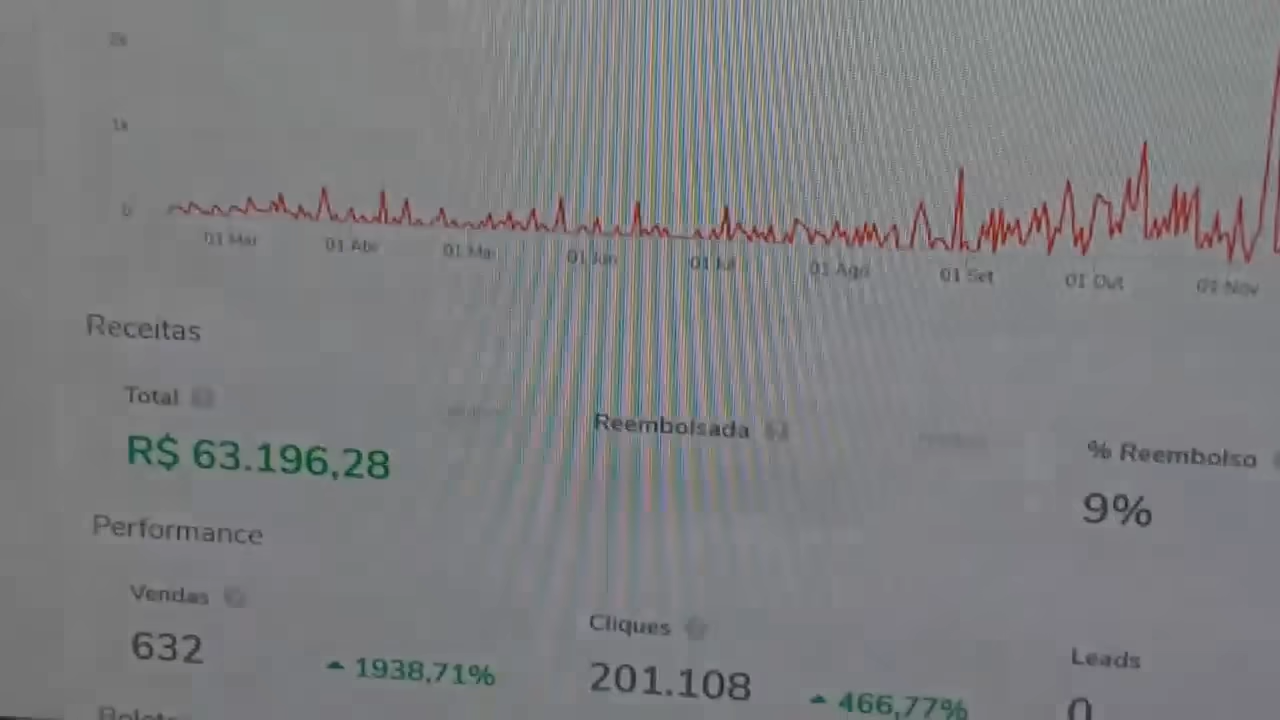 2k
1k
0
01 Mar 01 Abr 01 Mai 01 Jun 01 Jul 01 Ago 01 Set 01 Out 01 Nov
Receitas
Total Reembolsada % Reembolso
R$ 63.196,28 9%
Performance
Vendas Cliques Leads
632 1938,71% 201.108 466,77% 0